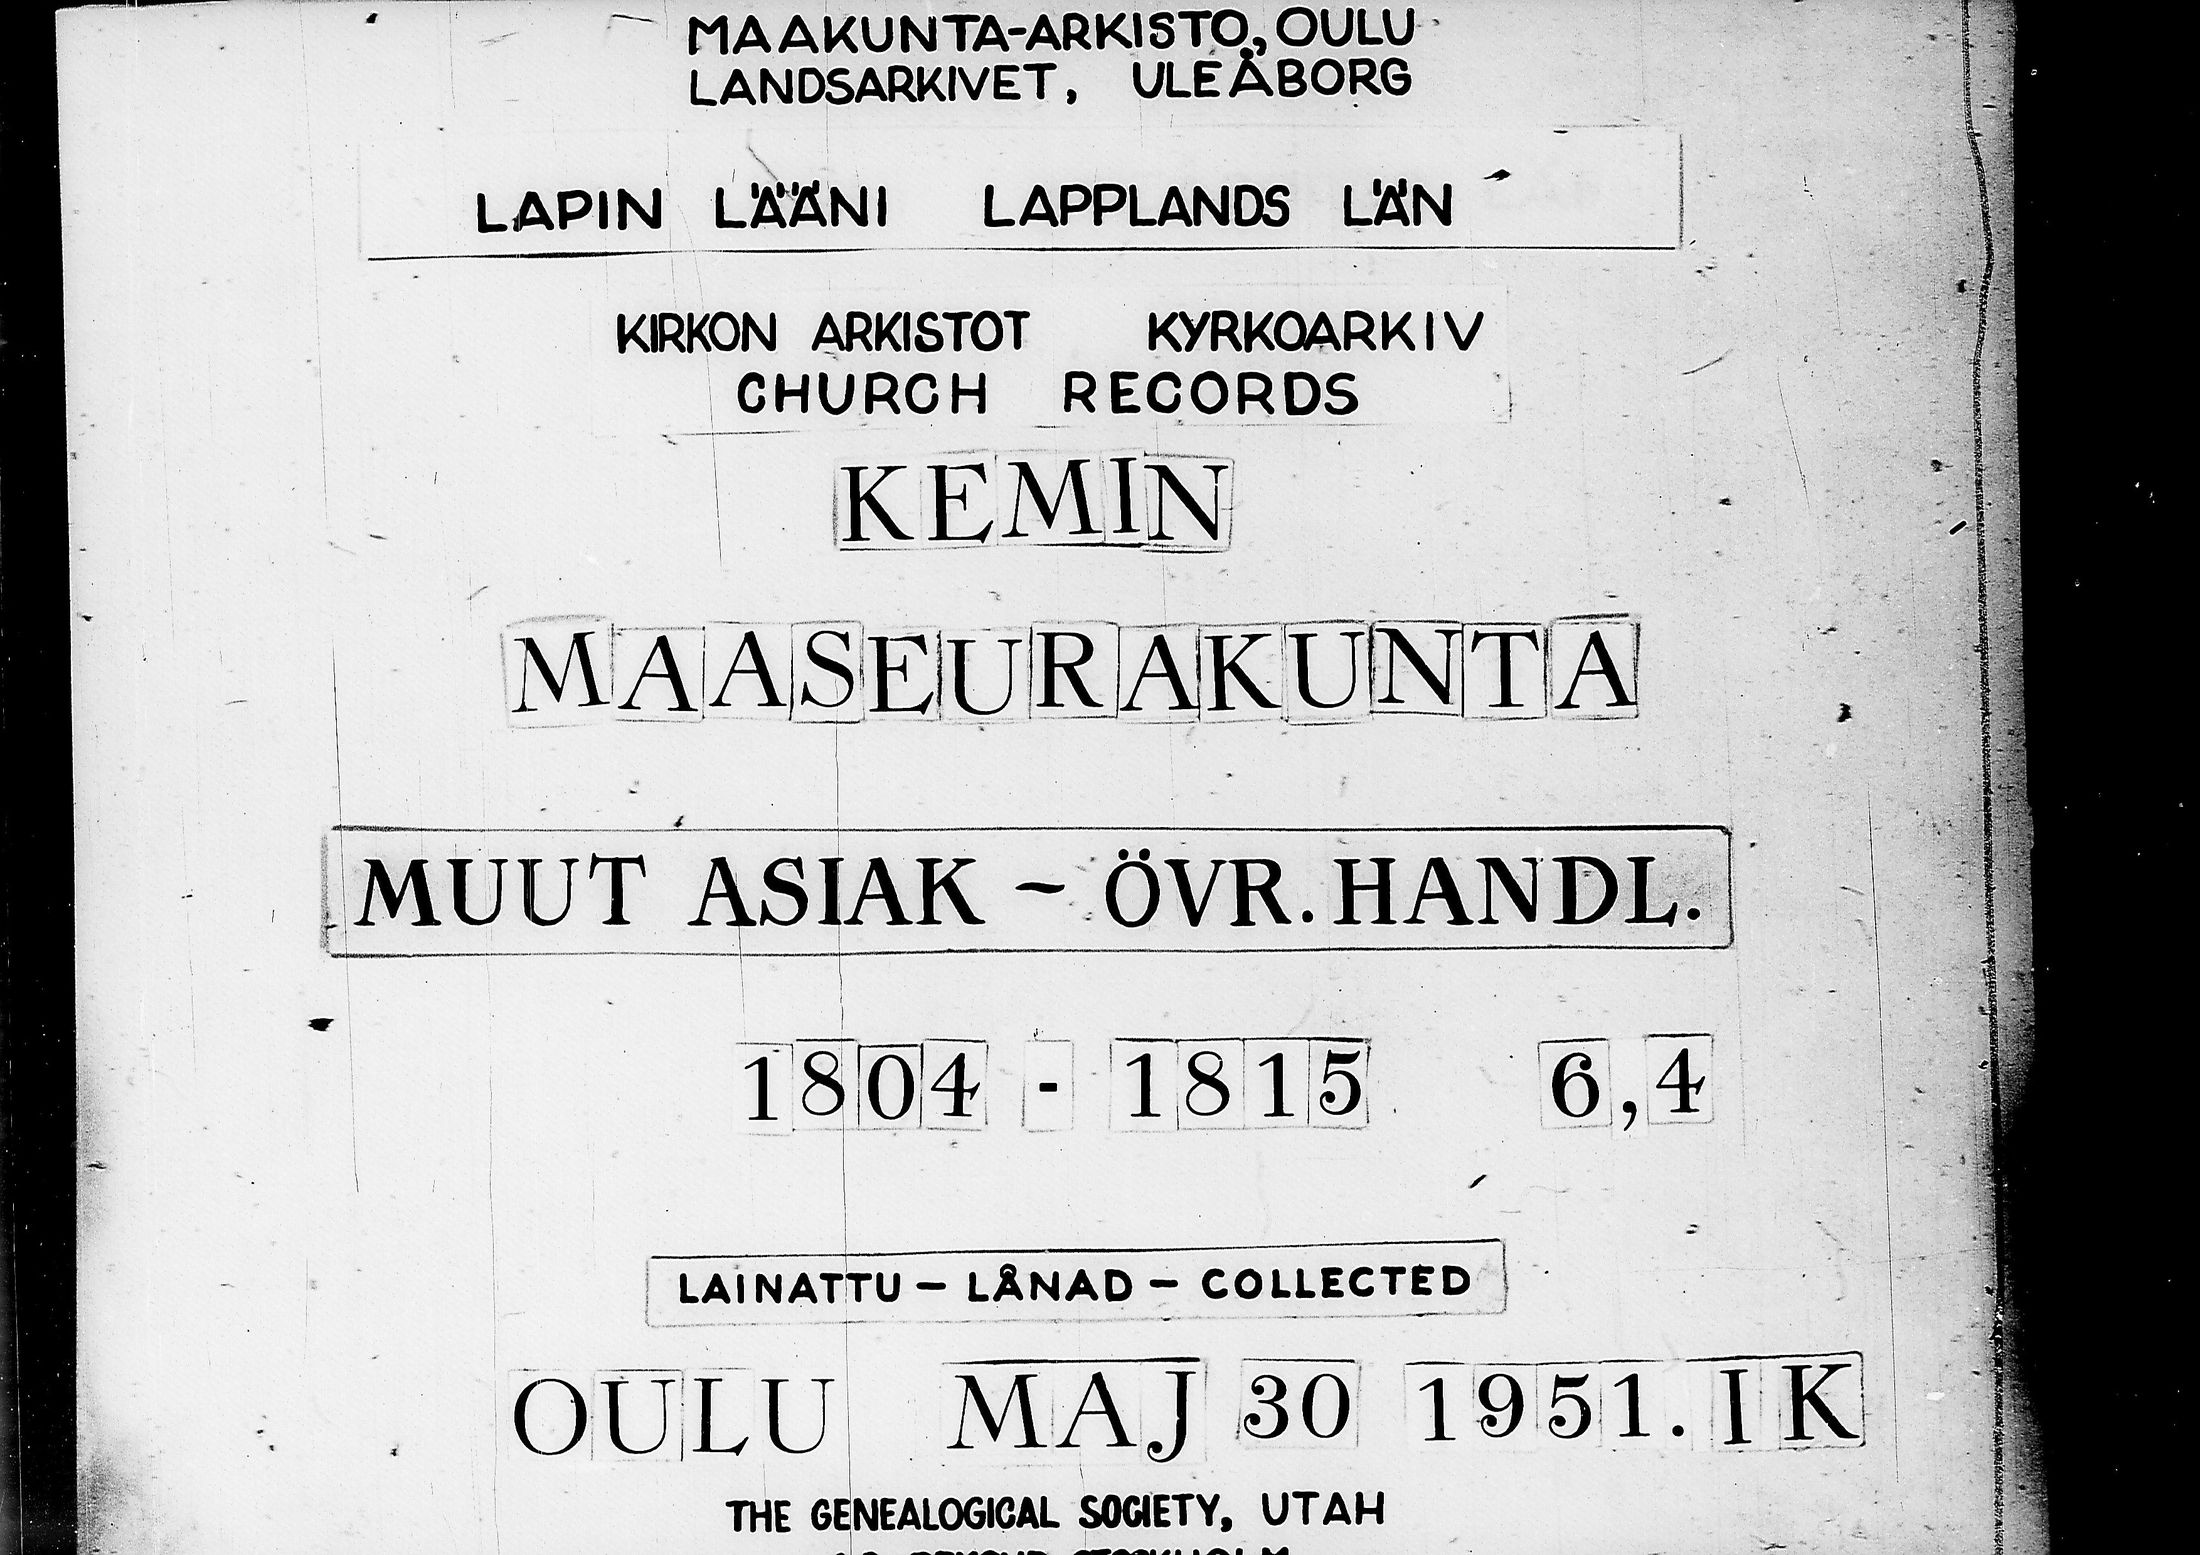 MAAKUNTA-ARKISTO, OULU
LANDSARKIVET, ULEÅBORG
LAPIN LÄÄNI LAPPLANDS LÄN
KIRKON ARKISTOT KYRKOARKIV
CHURCH RECORDS
KEMIN
MAASEURAKUNTA
MUUT ASIAK - ÖVR. HANDL.
1804 - 1815 6,4
LAINATTU - LÅNAD - COLLECTED
OULU MAJ 30 1951. IK
THE GENEALOGICAL SOCIETY, UTAH
STOCKHOLM